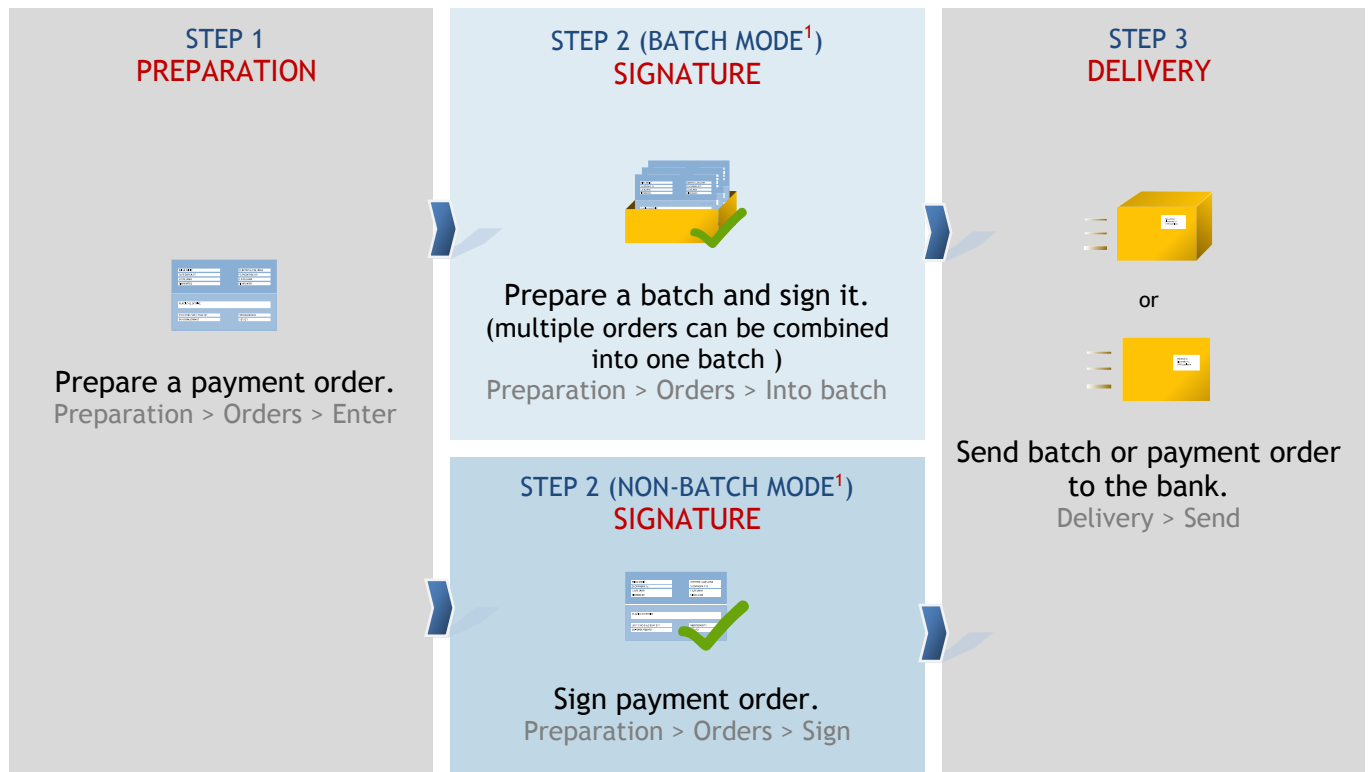 STEP 1
PREPARATION
Prepare a payment order.
Preparation > Orders > Enter
STEP 2 (BATCH MODE¹)
SIGNATURE
Prepare a batch and sign it.
(multiple orders can be combined
into one batch )
Preparation > Orders > Into batch
STEP 2 (NON-BATCH MODE¹)
SIGNATURE
Sign payment order.
Preparation > Orders > Sign
STEP 3
DELIVERY
or
Send batch or payment order
to the bank.
Delivery > Send